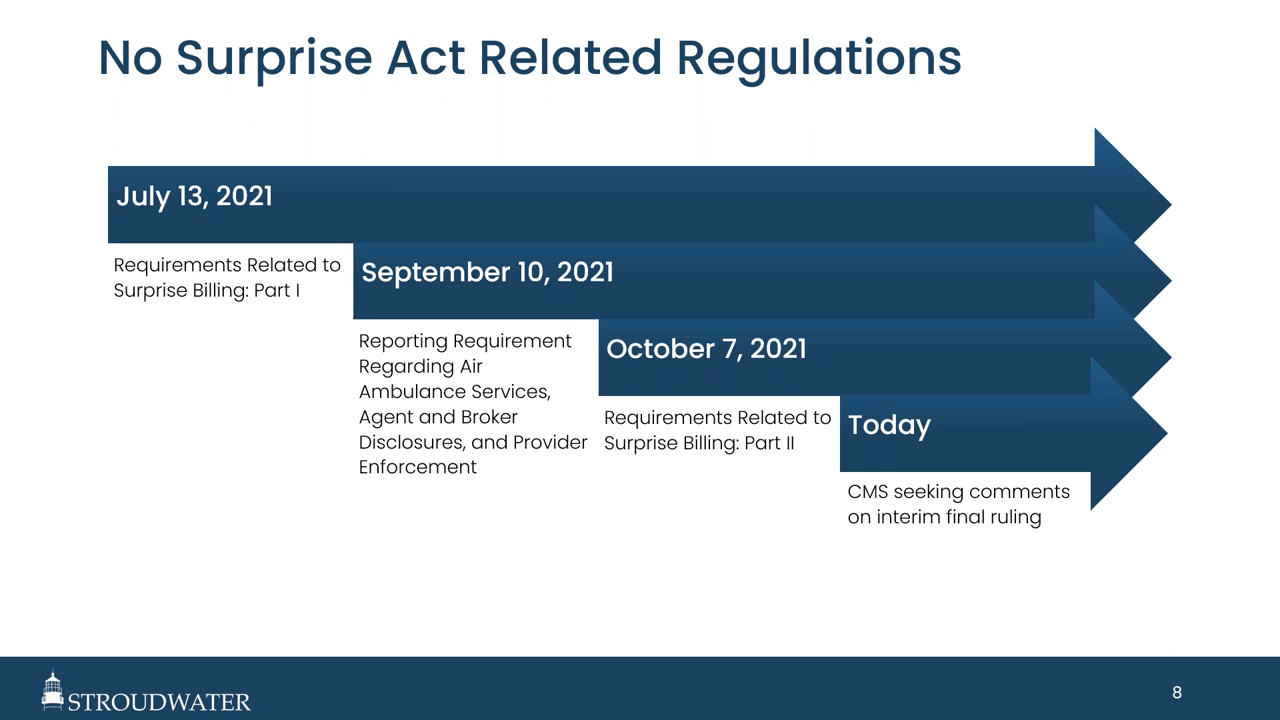 No Surprise Act Related Regulations
July 13, 2021
Requirements Related to
Surprise Billing: Part I
September 10, 2021
Reporting Requirement
Regarding Air
Ambulance Services,
Agent and Broker
Disclosures, and Provider
Enforcement
October 7, 2021
Requirements Related to
Surprise Billing: Part II
Today
CMS seeking comments
on interim final ruling
STROUDWATER
8